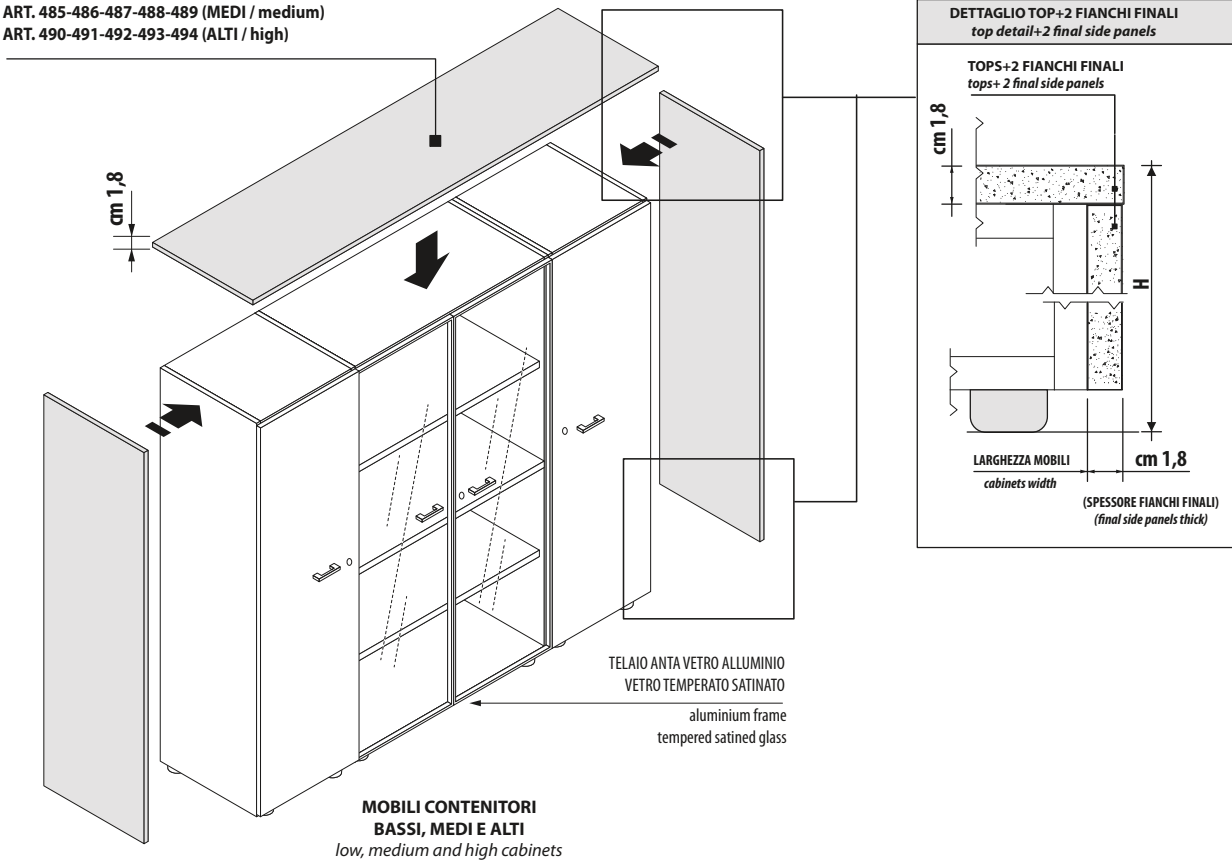 ART. 485-486-487-488-489 (MEDI / medium)
ART. 490-491-492-493-494 (ALTI / high)
cm 1,8
DETTAGLIO TOP+2 FIANCHI FINALI
top detail+2 final side panels
TOPS+2 FIANCHI FINALI
tops+ 2 final side panels
cm 1,8
H
LARGHEZZA MOBILI
cabinets width
cm 1,8
(SPESSORE FIANCHI FINALI)
(final side panels thick)
TELAIO ANTA VETRO ALLUMINIO
VETRO TEMPERATO SATINATO
aluminium frame
tempered satined glass
MOBILI CONTENITORI
BASSI, MEDI E ALTI
low, medium and high cabinets